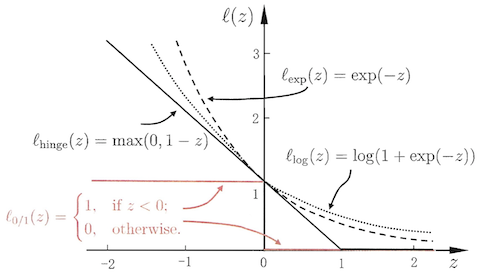 ℓ(z)
3
ℓ_exp(z) = exp(−z)
2
ℓ_hinge(z) = max(0, 1 − z)
ℓ_log(z) = log(1 + exp(−z))
1
ℓ_0/1(z) = { 1, if z < 0;
0, otherwise.
−2 −1 0 1 2 z